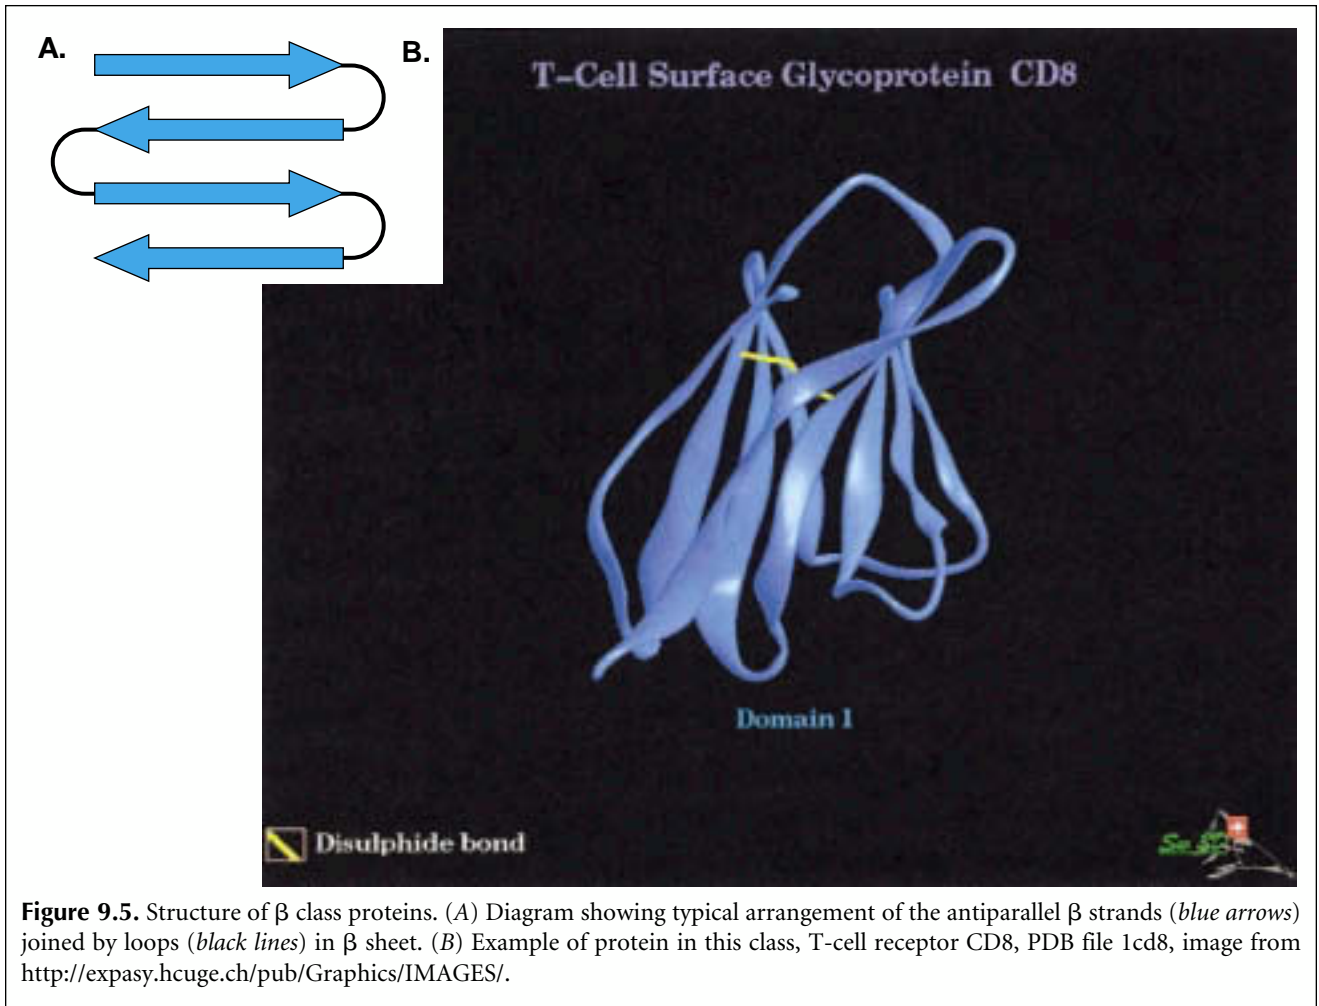 A.
B.
T-Cell Surface Glycoprotein CD8
Domain 1
Disulphide bond
Figure 9.5. Structure of β class proteins. (A) Diagram showing typical arrangement of the antiparallel β strands (blue arrows)
joined by loops (black lines) in β sheet. (B) Example of protein in this class, T-cell receptor CD8, PDB file 1cd8, image from
http://expasy.hcuge.ch/pub/Graphics/IMAGES/.